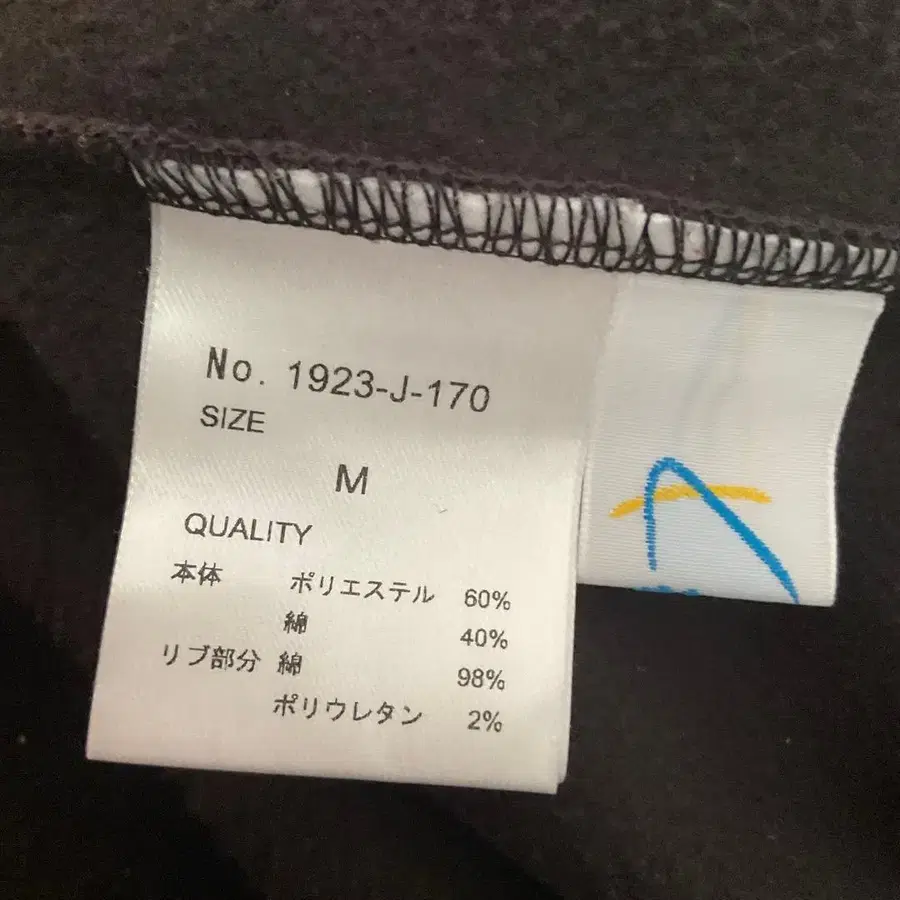 No. 1923-J-170
SIZE
M
QUALITY
本体 ポリエステル 60%
綿 40%
リブ部分 綿 98%
ポリウレタン 2%